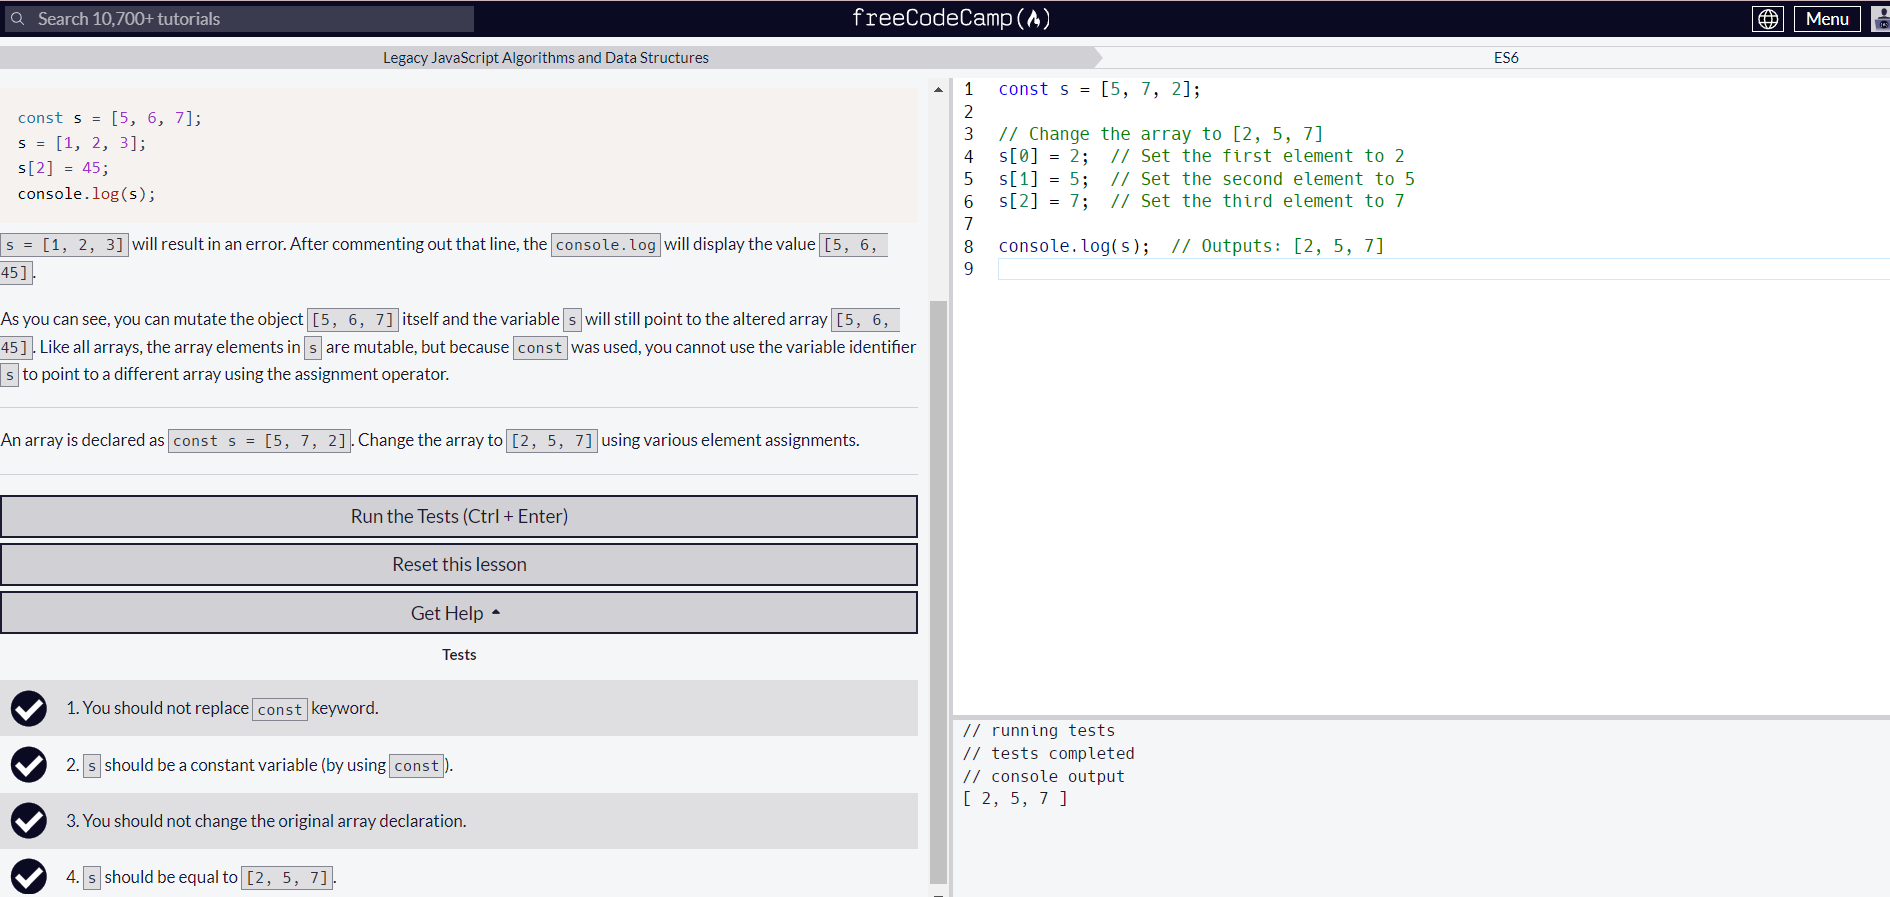 Search 10,700+ tutorials
freeCodeCamp
Menu
Legacy JavaScript Algorithms and Data Structures
ES6
const s = [5, 6, 7];
s = [1, 2, 3];
s[2] = 45;
console.log(s);
s = [1, 2, 3] will result in an error. After commenting out that line, the console.log will display the value [5, 6,
45].
As you can see, you can mutate the object [5, 6, 7] itself and the variable s will still point to the altered array [5, 6,
45]. Like all arrays, the array elements in s are mutable, but because const was used, you cannot use the variable identifier
s to point to a different array using the assignment operator.
An array is declared as const s = [5, 7, 2]. Change the array to [2, 5, 7] using various element assignments.
Run the Tests (Ctrl + Enter)
Reset this lesson
Get Help
Tests
1. You should not replace const keyword.
2. s should be a constant variable (by using const).
3. You should not change the original array declaration.
4. s should be equal to [2, 5, 7].
1 const s = [5, 7, 2];
2
3 // Change the array to [2, 5, 7]
4 s[0] = 2;  // Set the first element to 2
5 s[1] = 5;  // Set the second element to 5
6 s[2] = 7;  // Set the third element to 7
7
8 console.log(s);  // Outputs: [2, 5, 7]
9
// running tests
// tests completed
// console output
[ 2, 5, 7 ]